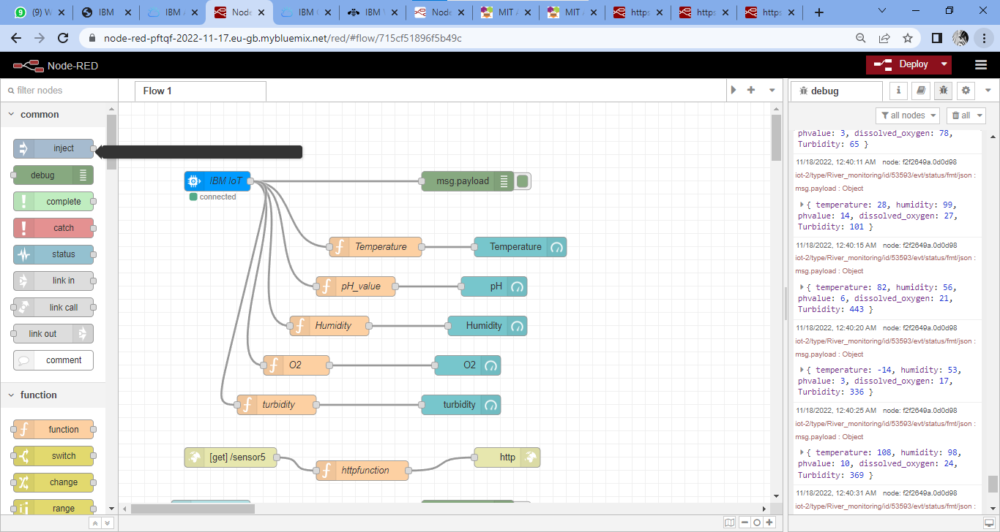 (9) W
IBM
IBM
Node
IBM
IBM
Node
MIT
MIT
https
https
https
node-red-pftqf-2022-11-17.eu-gb.mybluemix.net/red/#flow/715cf51896f5b49c
Node-RED
Deploy
filter nodes
Flow 1
debug
all nodes
all
common
inject
debug
complete
catch
status
link in
link call
link out
comment
function
function
switch
change
range
IBM IoT
connected
msg.payload
Temperature
Temperature
pH_value
pH
Humidity
Humidity
O2
O2
turbidity
turbidity
[get] /sensor5
httpfunction
http
phvalue: 3, dissolved_oxygen: 78,
Turbidity: 65 }
11/18/2022, 12:40:11 AM node: f2f2649a.0d0d98
iot-2/type/River_monitoring/id/53593/evt/status/fmt/json :
msg.payload : Object
{ temperature: 28, humidity: 99,
phvalue: 14, dissolved_oxygen: 27,
Turbidity: 101 }
11/18/2022, 12:40:15 AM node: f2f2649a.0d0d98
iot-2/type/River_monitoring/id/53593/evt/status/fmt/json :
msg.payload : Object
{ temperature: 82, humidity: 56,
phvalue: 6, dissolved_oxygen: 21,
Turbidity: 443 }
11/18/2022, 12:40:20 AM node: f2f2649a.0d0d98
iot-2/type/River_monitoring/id/53593/evt/status/fmt/json :
msg.payload : Object
{ temperature: -14, humidity: 53,
phvalue: 3, dissolved_oxygen: 17,
Turbidity: 336 }
11/18/2022, 12:40:25 AM node: f2f2649a.0d0d98
iot-2/type/River_monitoring/id/53593/evt/status/fmt/json :
msg.payload : Object
{ temperature: 108, humidity: 98,
phvalue: 10, dissolved_oxygen: 24,
Turbidity: 369 }
11/18/2022, 12:40:31 AM node: f2f2649a.0d0d98
iot-2/type/River_monitoring/id/53593/evt/status/fmt/json :